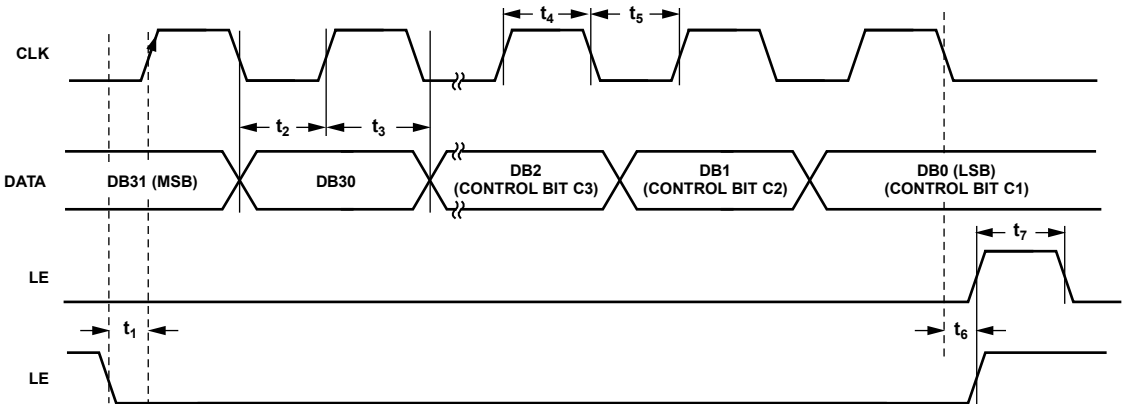 t4
t5
CLK
t2
t3
DATA
DB31 (MSB)
DB30
DB2
(CONTROL BIT C3)
DB1
(CONTROL BIT C2)
DB0 (LSB)
(CONTROL BIT C1)
t7
LE
t1
t6
LE